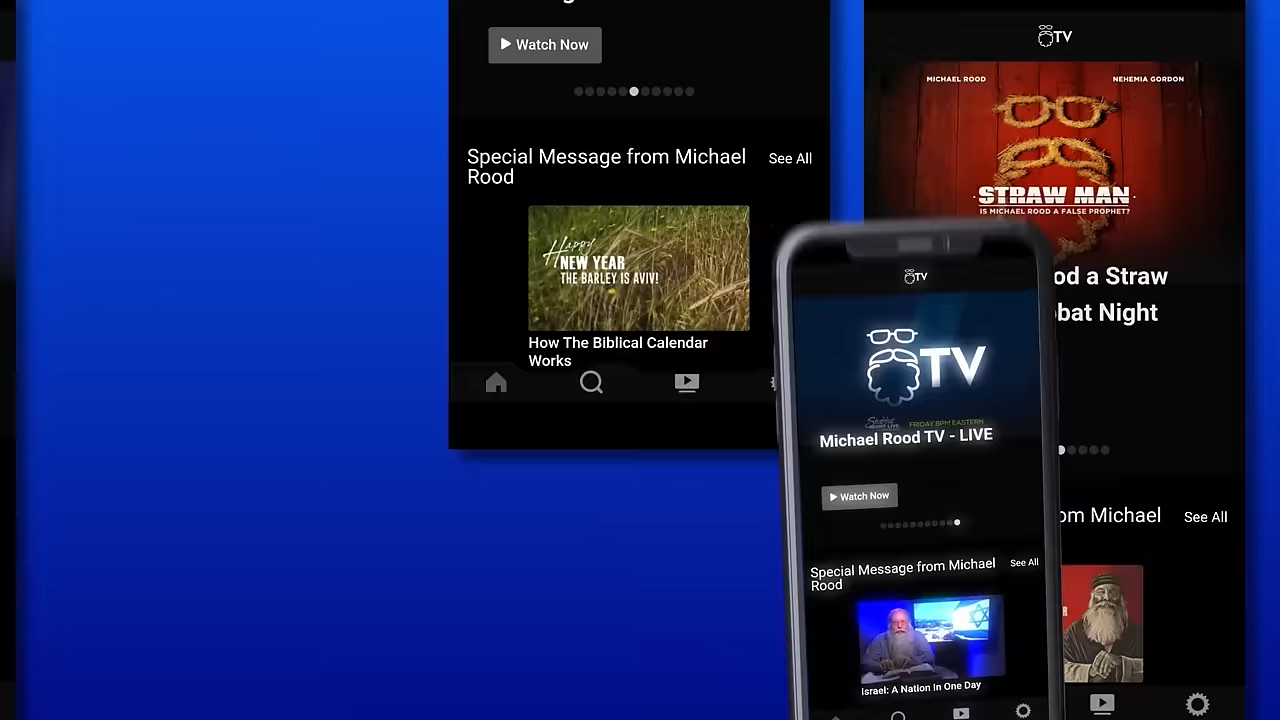 Watch Now
Special Message from Michael
Rood
See All
Happy
NEW YEAR
THE BARLEY IS AVIV!
How The Biblical Calendar
Works
TV
MICHAEL ROOD
NEHEMIA GORDON
STRAW MAN
IS MICHAEL ROOD A FALSE PROPHET?
od a Straw
bat Night
om Michael
See All
TV
TV
FRIDAY 8PM EASTERN
Michael Rood TV - LIVE
Watch Now
Special Message from Michael
Rood
See All
Israel: A Nation In One Day